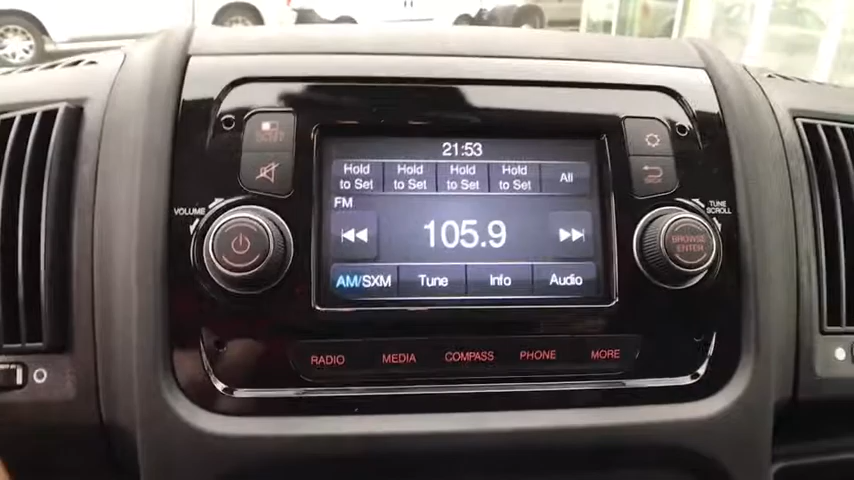 21:53
Hold to Set
Hold to Set
Hold to Set
Hold to Set
All
FM
105.9
AM/SXM
Tune
Info
Audio
VOLUME
TUNE
SCROLL
BROWSE
ENTER
RADIO
MEDIA
COMPASS
PHONE
MORE